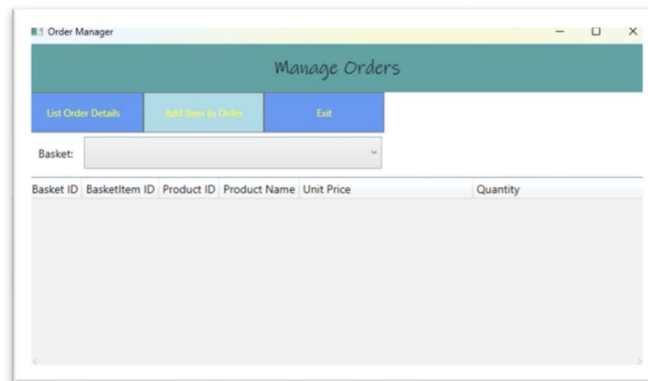 Order Manager
Manage Orders
List Order Details Add Item to Order Exit
Basket:
Basket ID BasketItem ID Product ID Product Name Unit Price Quantity